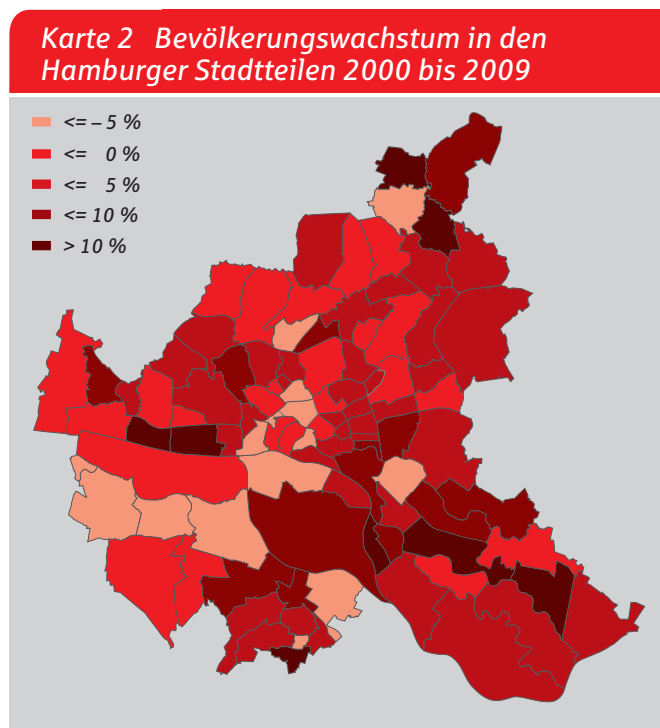 Karte 2 Bevölkerungswachstum in den
Hamburger Stadtteilen 2000 bis 2009
<= – 5 %
<= 0 %
<= 5 %
<= 10 %
> 10 %